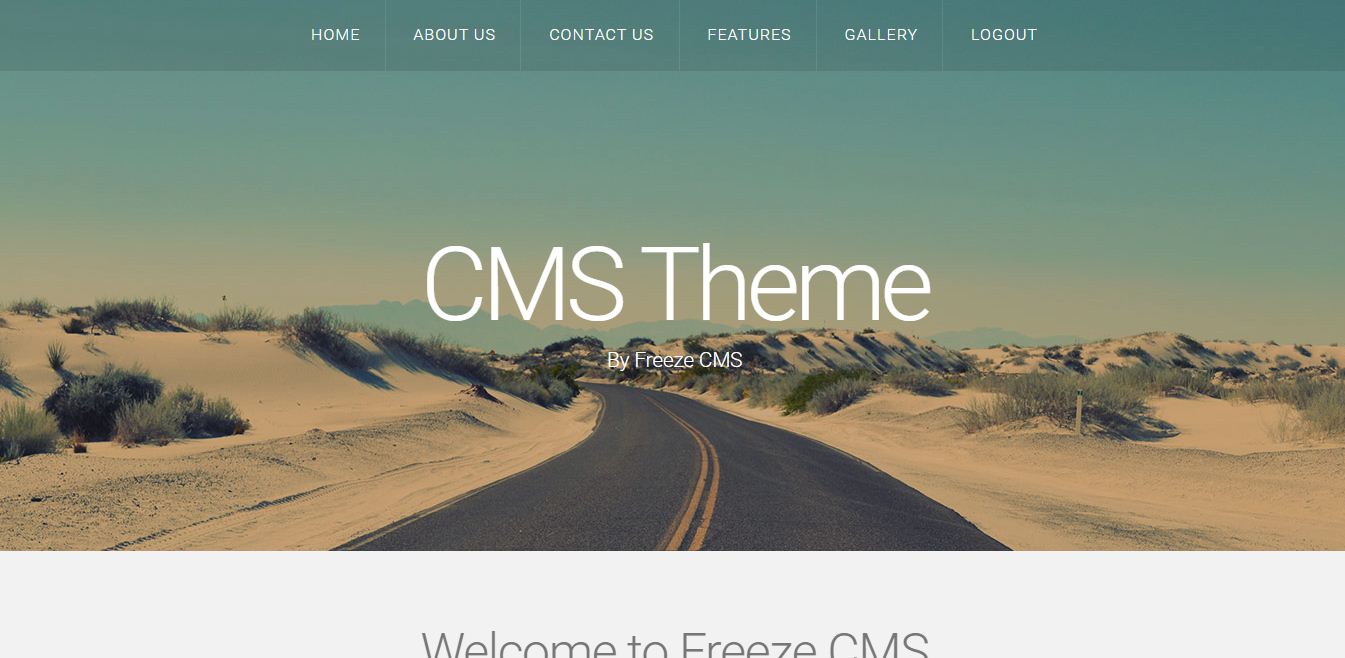 HOME ABOUT US CONTACT US FEATURES GALLERY LOGOUT
CMS Theme
By Freeze CMS
Welcome to Freeze CMS